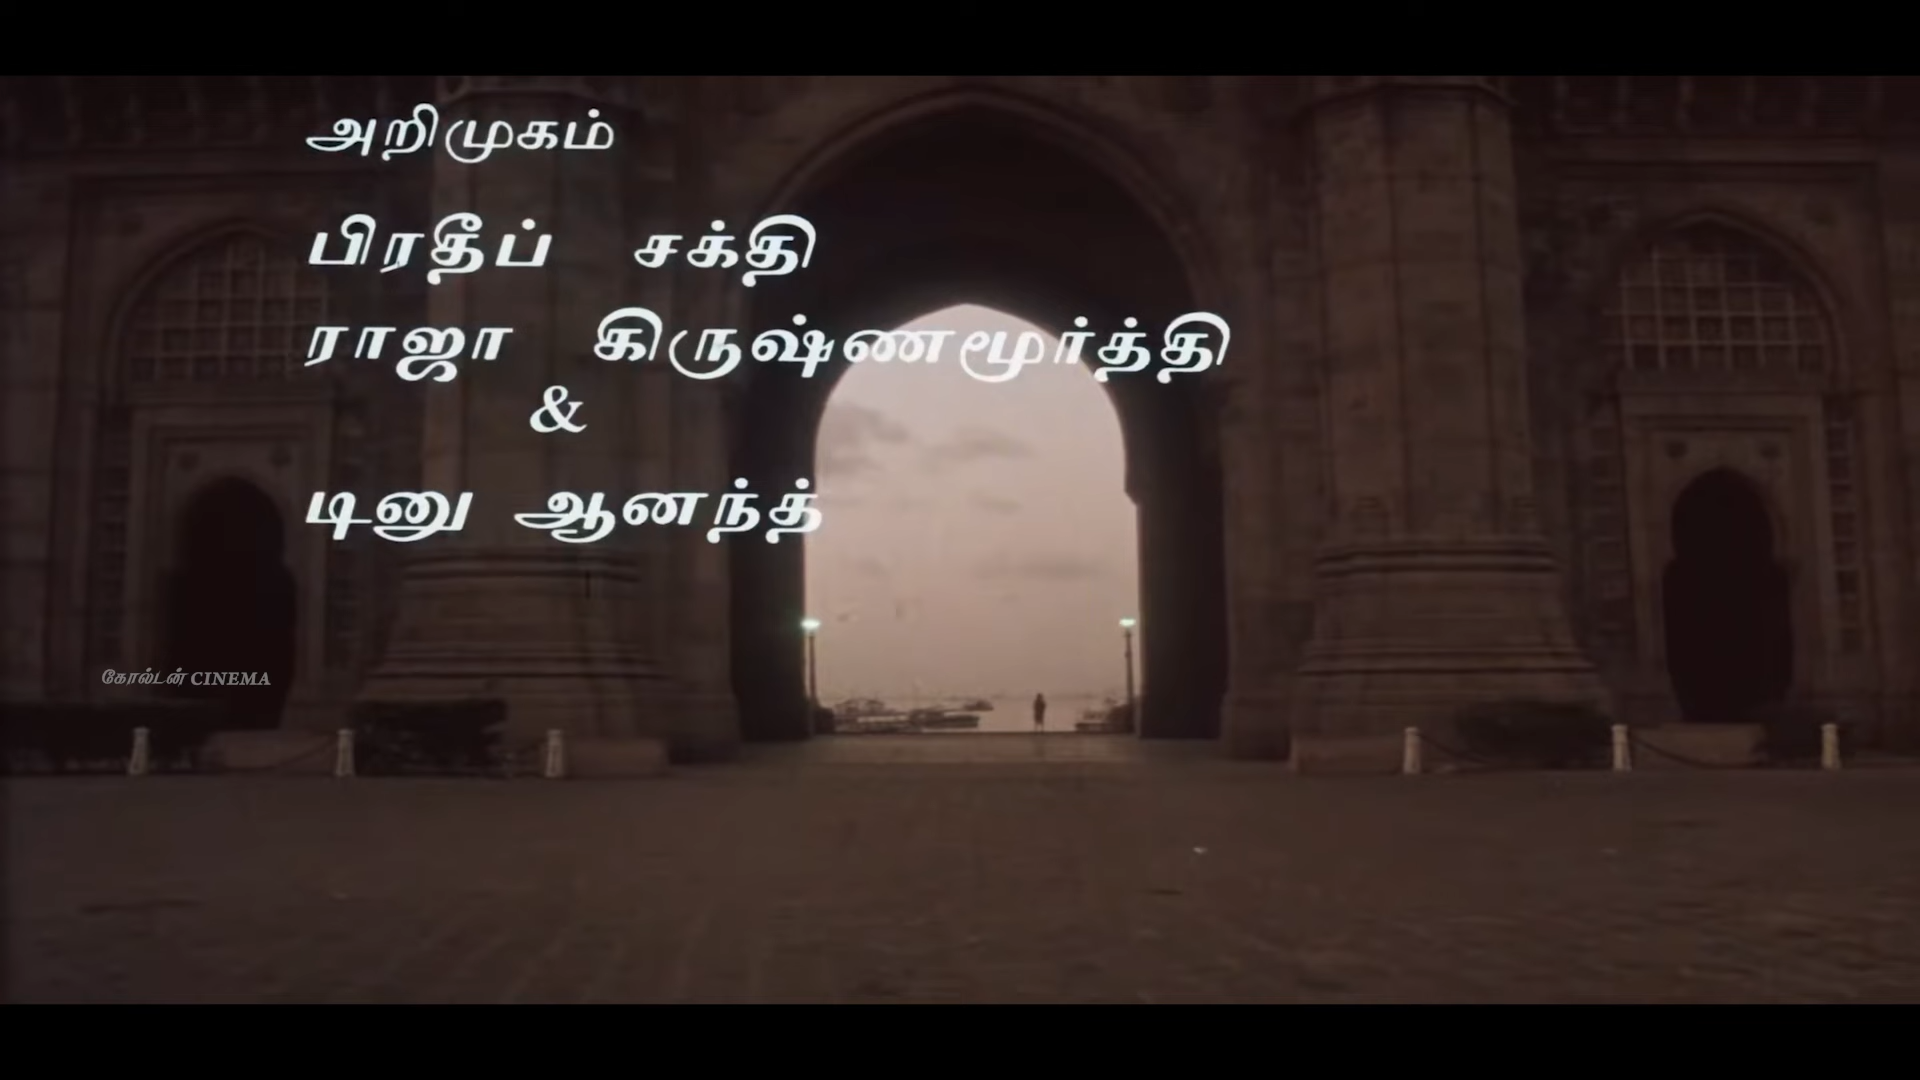 அறிமுகம்
பிரதீப் சக்தி
ராஜா கிருஷ்ணமூர்த்தி
&
டினு ஆனந்த்
கோல்டன் CINEMA